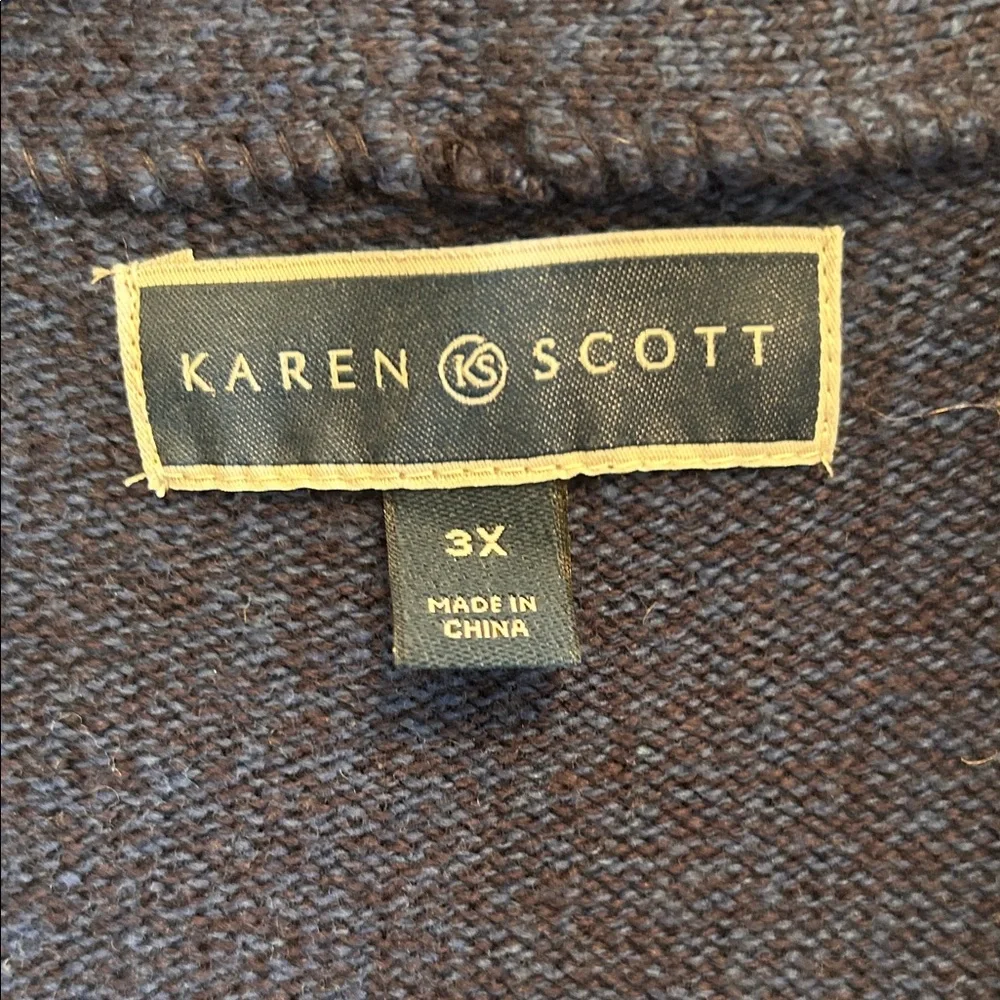 KAREN KS SCOTT
3X
MADE IN
CHINA